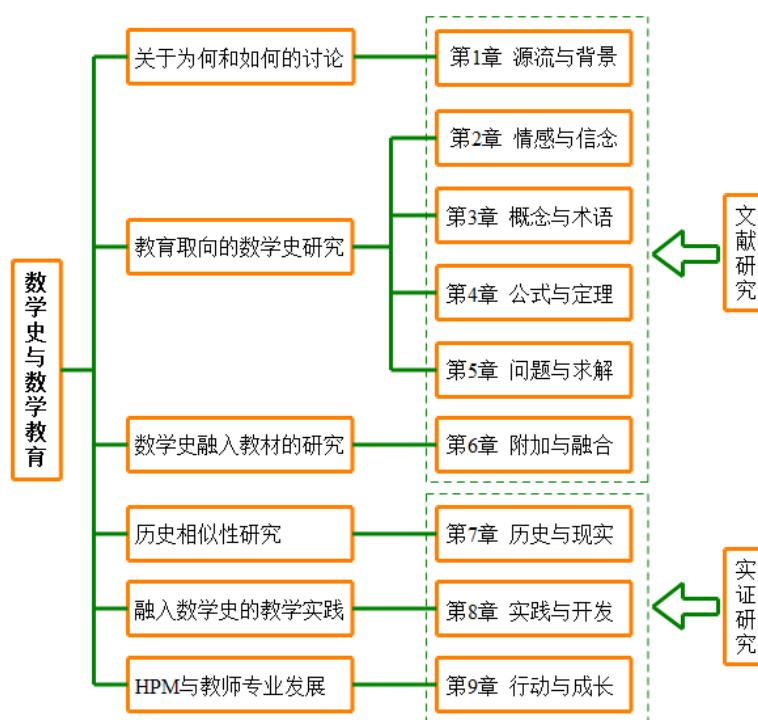 数学史与数学教育
关于为何和如何的讨论
第1章 源流与背景
教育取向的数学史研究
第2章 情感与信念
第3章 概念与术语
第4章 公式与定理
第5章 问题与求解
数学史融入教材的研究
第6章 附加与融合
文献研究
历史相似性研究
第7章 历史与现实
融入数学史的教学实践
第8章 实践与开发
HPM与教师专业发展
第9章 行动与成长
实证研究